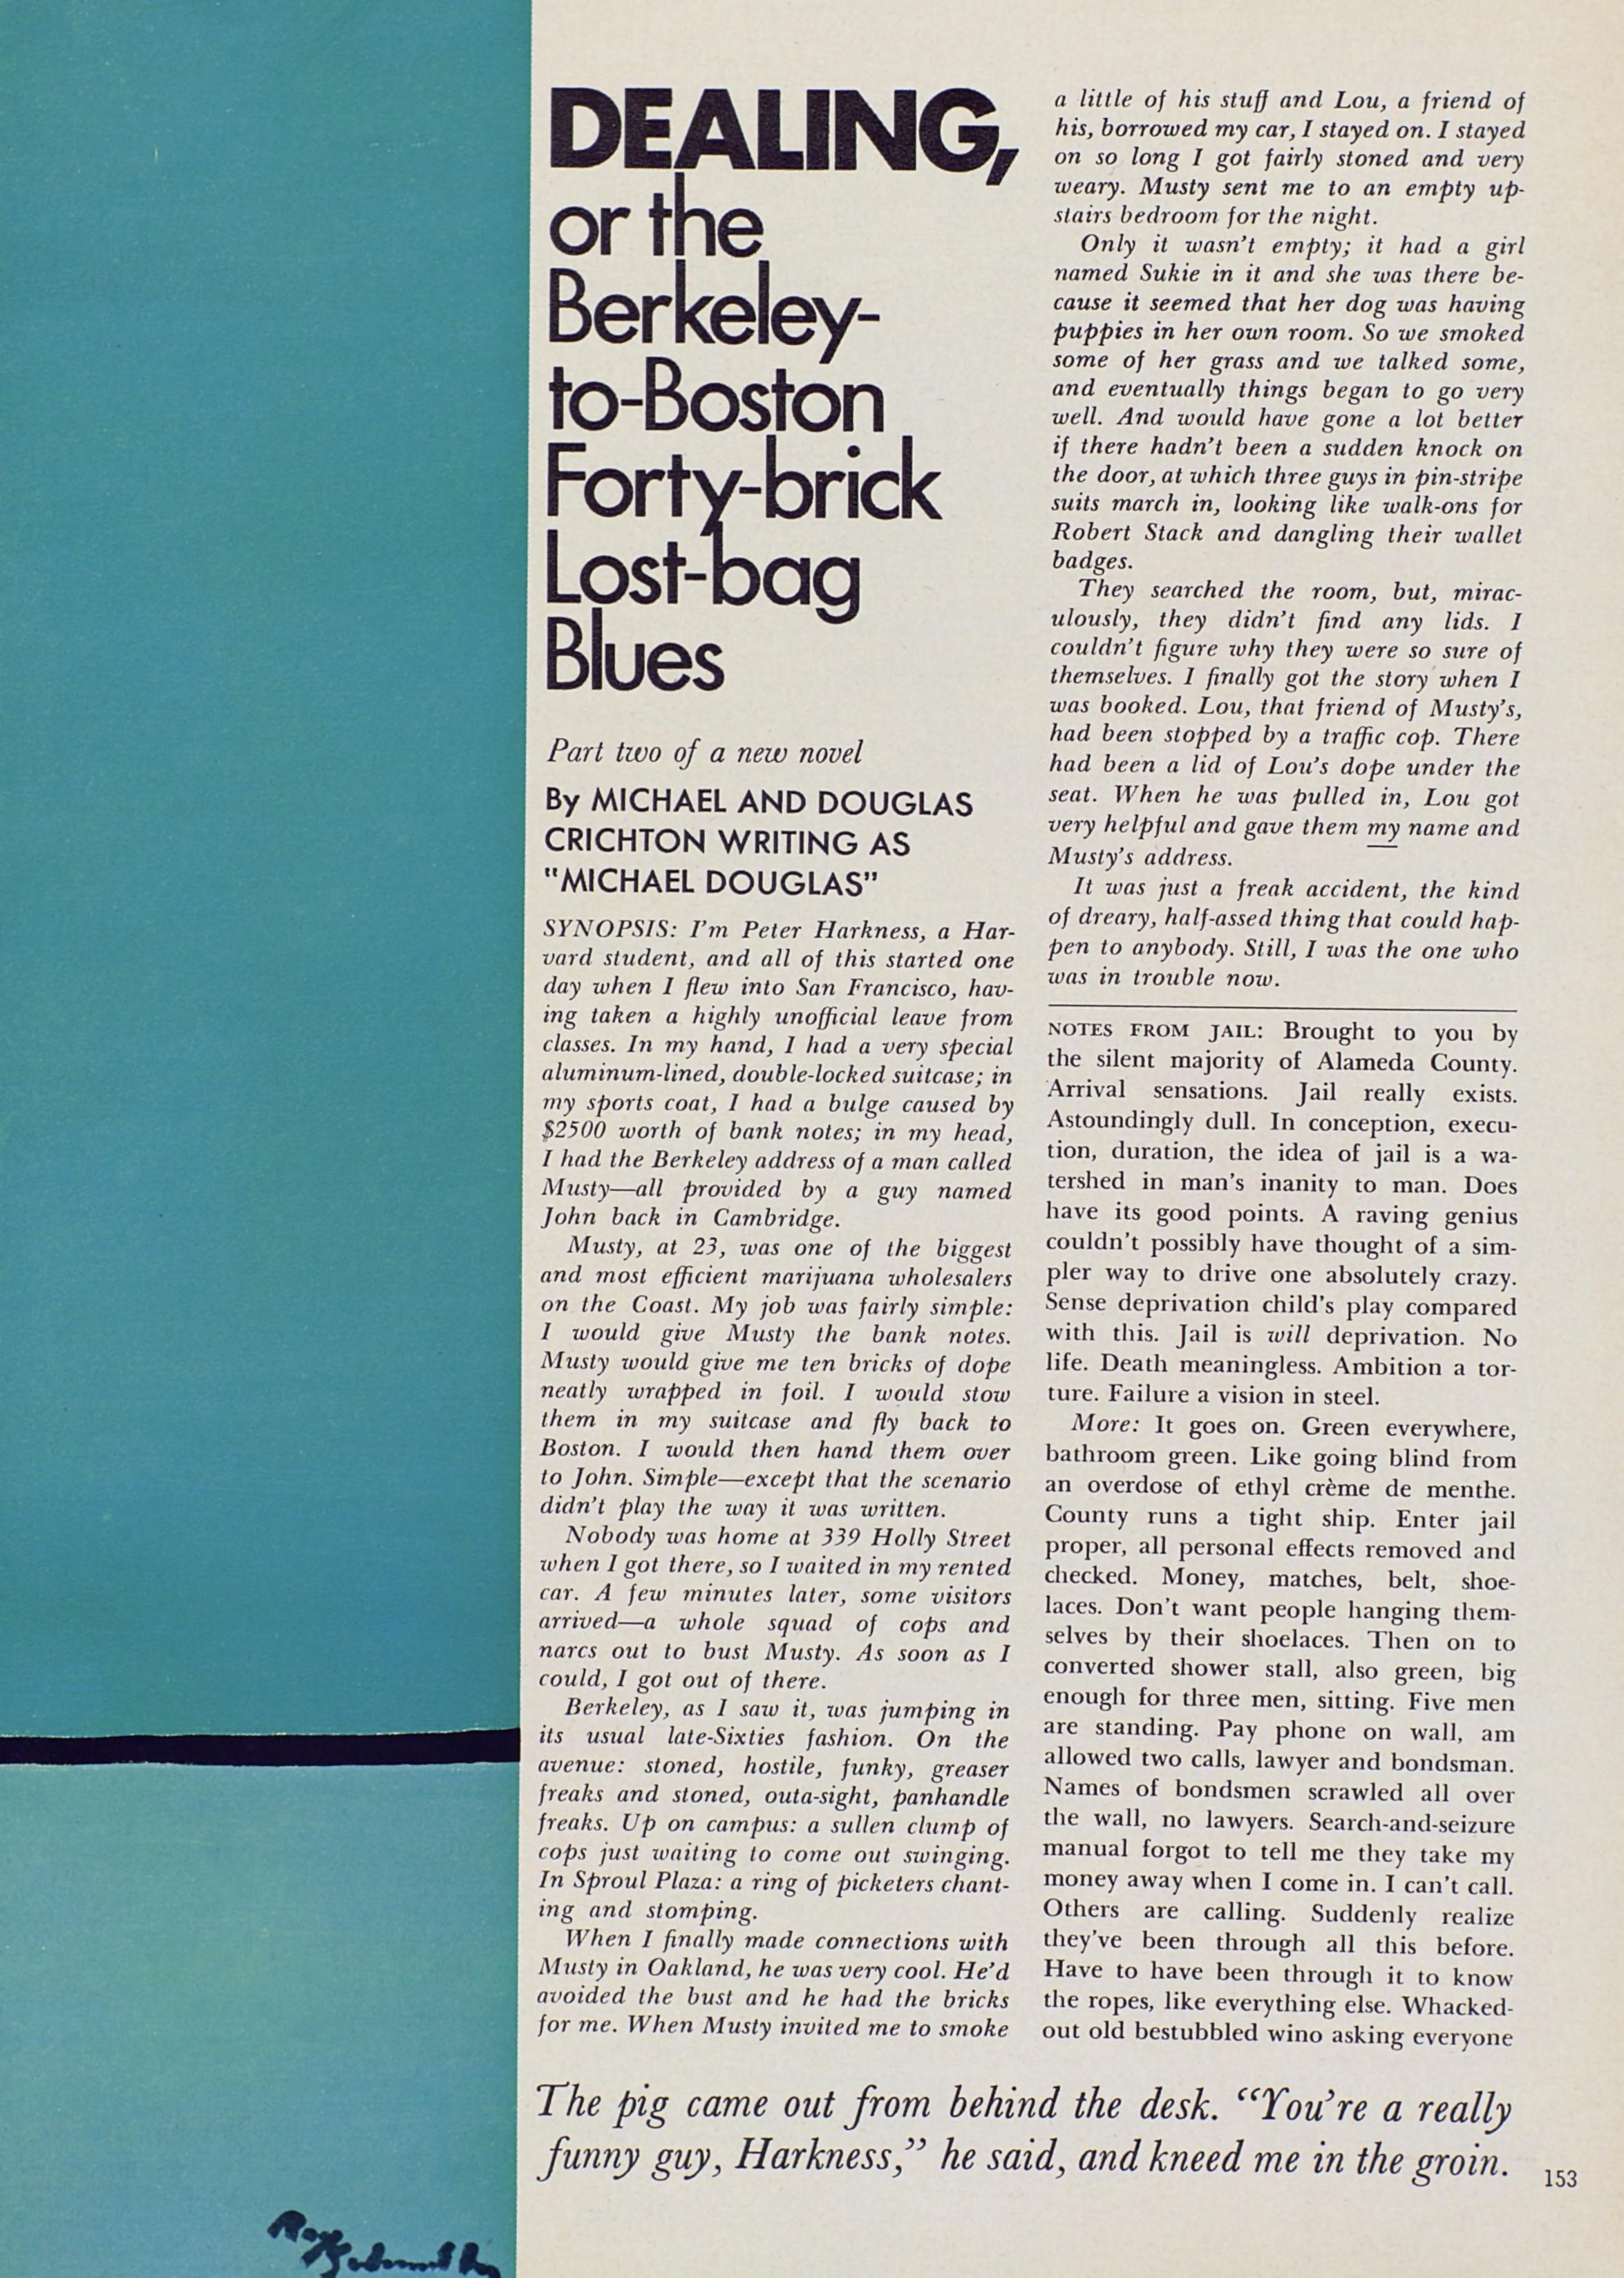 DEALING,
or the
Berkeley-
to-Boston
Forty-brick
Lost-bag
Blues
Part two of a new novel
By MICHAEL AND DOUGLAS
CRICHTON WRITING AS
"MICHAEL DOUGLAS"
SYNOPSIS: I'm Peter Harkness, a Har-
vard student, and all of this started one
day when I flew into San Francisco, hav-
ing taken a highly unofficial leave from
classes. In my hand, I had a very special
aluminum-lined, double-locked suitcase; in
my sports coat, I had a bulge caused by
$2500 worth of bank notes; in my head,
I had the Berkeley address of a man called
Musty—all provided by a guy named
John back in Cambridge.
Musty, at 23, was one of the biggest
and most efficient marijuana wholesalers
on the Coast. My job was fairly simple:
I would give Musty the bank notes.
Musty would give me ten bricks of dope
neatly wrapped in foil. I would stow
them in my suitcase and fly back to
Boston. I would then hand them over
to John. Simple—except that the scenario
didn't play the way it was written.
Nobody was home at 339 Holly Street
when I got there, so I waited in my rented
car. A few minutes later, some visitors
arrived—a whole squad of cops and
narcs out to bust Musty. As soon as I
could, I got out of there.
Berkeley, as I saw it, was jumping in
its usual late-Sixties fashion. On the
avenue: stoned, hostile, funky, greaser
freaks and stoned, outa-sight, panhandle
freaks. Up on campus: a sullen clump of
cops just waiting to come out swinging.
In Sproul Plaza: a ring of picketers chant-
ing and stomping.
When I finally made connections with
Musty in Oakland, he was very cool. He'd
avoided the bust and he had the bricks
for me. When Musty invited me to smoke
a little of his stuff and Lou, a friend of
his, borrowed my car, I stayed on. I stayed
on so long I got fairly stoned and very
weary. Musty sent me to an empty up-
stairs bedroom for the night.
Only it wasn't empty; it had a girl
named Sukie in it and she was there be-
cause it seemed that her dog was having
puppies in her own room. So we smoked
some of her grass and we talked some,
and eventually things began to go very
well. And would have gone a lot better
if there hadn't been a sudden knock on
the door, at which three guys in pin-stripe
suits march in, looking like walk-ons for
Robert Stack and dangling their wallet
badges.
They searched the room, but, mirac-
ulously, they didn't find any lids. I
couldn't figure why they were so sure of
themselves. I finally got the story when I
was booked. Lou, that friend of Musty's,
had been stopped by a traffic cop. There
had been a lid of Lou's dope under the
seat. When he was pulled in, Lou got
very helpful and gave them my name and
Musty's address.
It was just a freak accident, the kind
of dreary, half-assed thing that could hap-
pen to anybody. Still, I was the one who
was in trouble now.
NOTES FROM JAIL: Brought to you by
the silent majority of Alameda County.
Arrival sensations. Jail really exists.
Astoundingly dull. In conception, execu-
tion, duration, the idea of jail is a wa-
tershed in man's inanity to man. Does
have its good points. A raving genius
couldn't possibly have thought of a sim-
pler way to drive one absolutely crazy.
Sense deprivation child's play compared
with this. Jail is will deprivation. No
life. Death meaningless. Ambition a tor-
ture. Failure a vision in steel.
More: It goes on. Green everywhere,
bathroom green. Like going blind from
an overdose of ethyl crème de menthe.
County runs a tight ship. Enter jail
proper, all personal effects removed and
checked. Money, matches, belt, shoe-
laces. Don't want people hanging them-
selves by their shoelaces. Then on to
converted shower stall, also green, big
enough for three men, sitting. Five men
are standing. Pay phone on wall, am
allowed two calls, lawyer and bondsman.
Names of bondsmen scrawled all over
the wall, no lawyers. Search-and-seizure
manual forgot to tell me they take my
money away when I come in. I can't call.
Others are calling. Suddenly realize
they've been through all this before.
Have to have been through it to know
the ropes, like everything else. Whacked-
out old bestubbled wino asking everyone
The pig came out from behind the desk. "You're a really
funny guy, Harkness," he said, and kneed me in the groin.
153